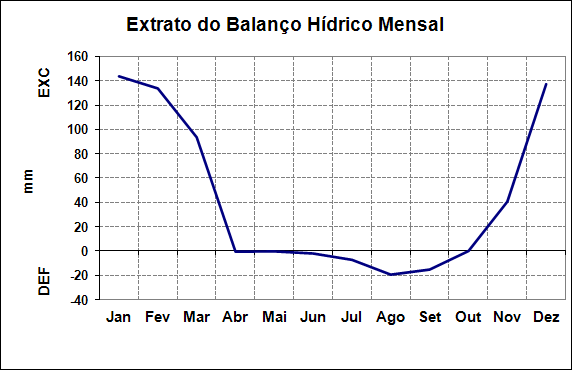 Extrato do Balanço Hídrico Mensal
EXC
mm
DEF
160
140
120
100
80
60
40
20
0
-20
-40
Jan Fev Mar Abr Mai Jun Jul Ago Set Out Nov Dez